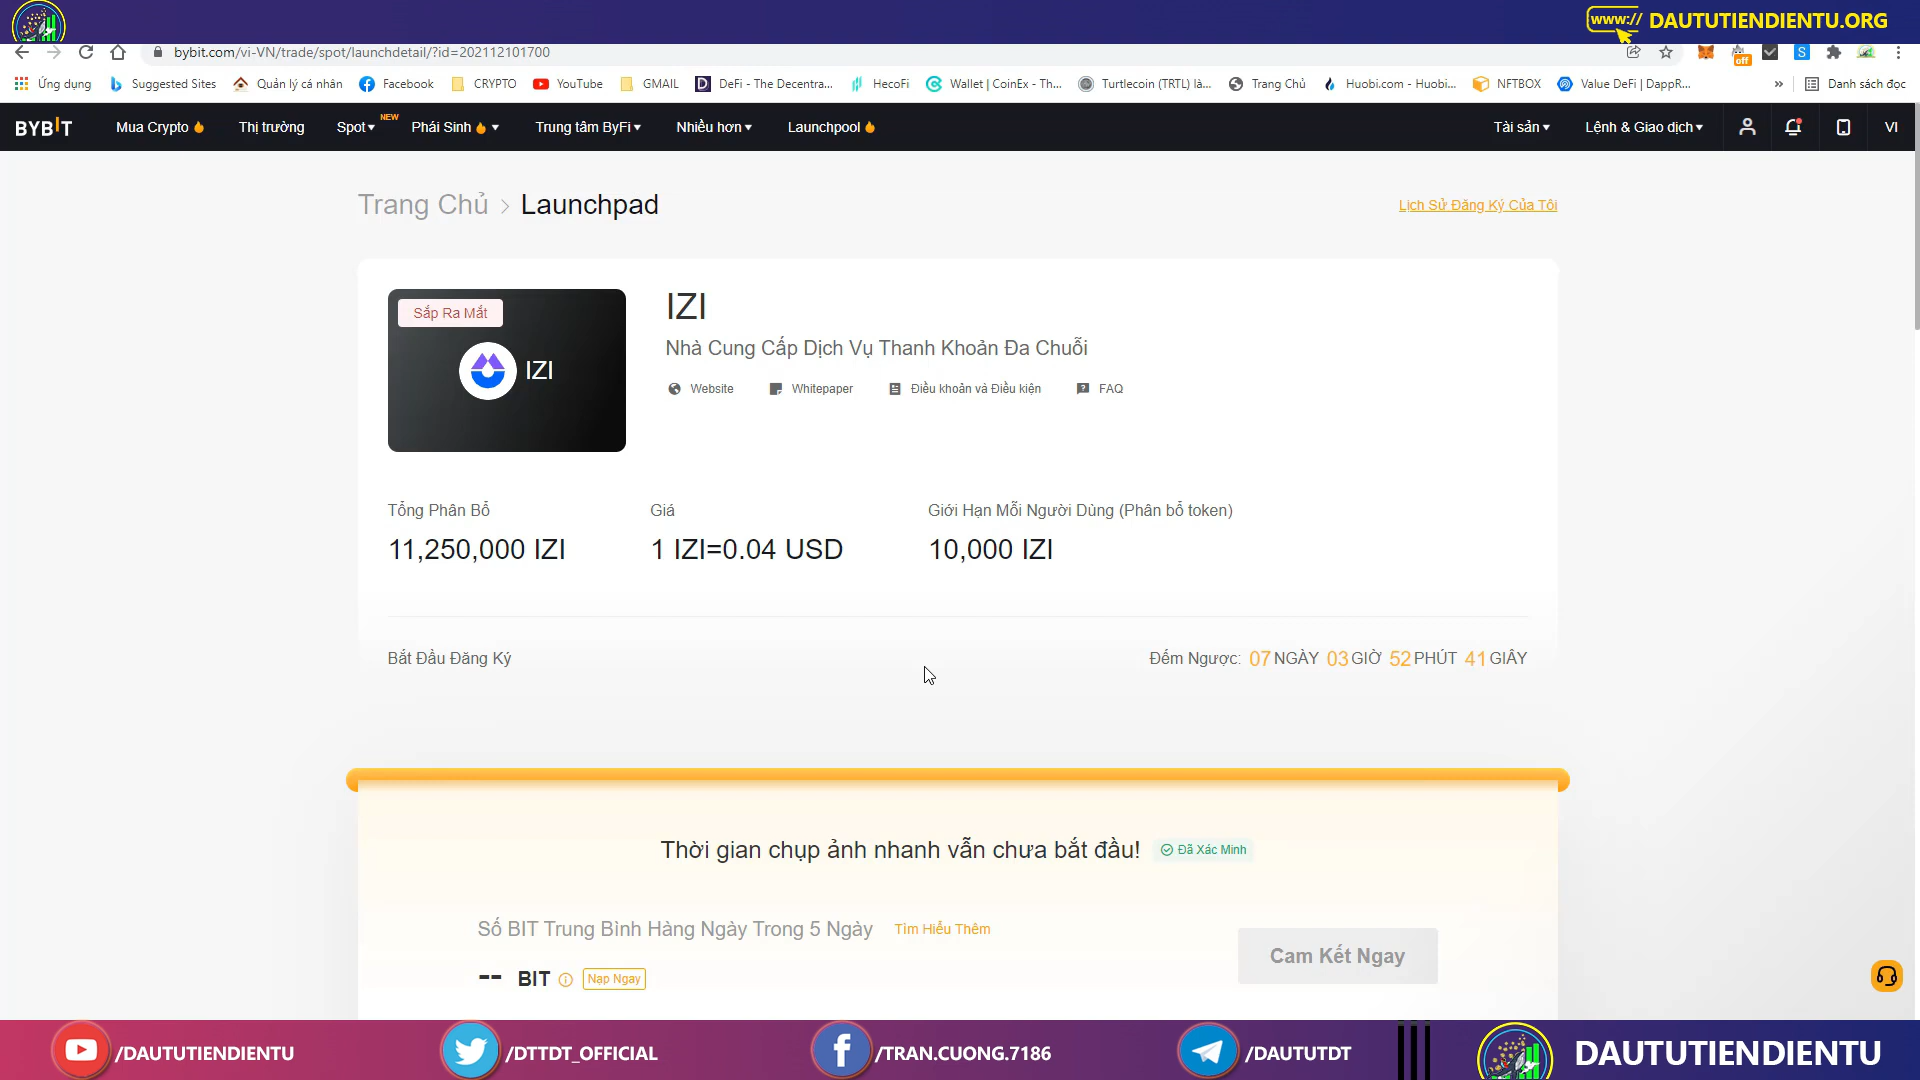 www:// DAUTUTIENDIENTU.ORG
bybit.com/vi-VN/trade/spot/launchdetail/?id=202112101700
off
S
Ứng dụng
Suggested Sites
Quản lý cá nhân
Facebook
CRYPTO
YouTube
GMAIL
DeFi - The Decentra...
HecoFi
Wallet | CoinEx - Th...
Turtlecoin (TRTL) là...
Trang Chủ
Huobi.com - Huobi...
NFTBOX
Value DeFi | DappR...
»
Danh sách đọc
BYBIT
Mua Crypto
Thị trường
Spot
NEW
Phái Sinh
Trung tâm ByFi
Nhiều hơn
Launchpool
Tài sản
Lệnh & Giao dịch
VI
Trang Chủ > Launchpad
Lịch Sử Đăng Ký Của Tôi
Sắp Ra Mắt
IZI
IZI
Nhà Cung Cấp Dịch Vụ Thanh Khoản Đa Chuỗi
Website
Whitepaper
Điều khoản và Điều kiện
FAQ
Tổng Phân Bổ
11,250,000 IZI
Giá
1 IZI=0.04 USD
Giới Hạn Mỗi Người Dùng (Phân bổ token)
10,000 IZI
Bắt Đầu Đăng Ký
Đếm Ngược: 07 NGÀY 03 GIỜ 52 PHÚT 41 GIÂY
Thời gian chụp ảnh nhanh vẫn chưa bắt đầu!
Đã Xác Minh
Số BIT Trung Bình Hàng Ngày Trong 5 Ngày
Tìm Hiểu Thêm
-- BIT
Nạp Ngay
Cam Kết Ngay
/DAUTUTIENDIENTU
/DTTDT_OFFICIAL
/TRAN.CUONG.7186
/DAUTUTDT
DAUTUTIENDIENTU